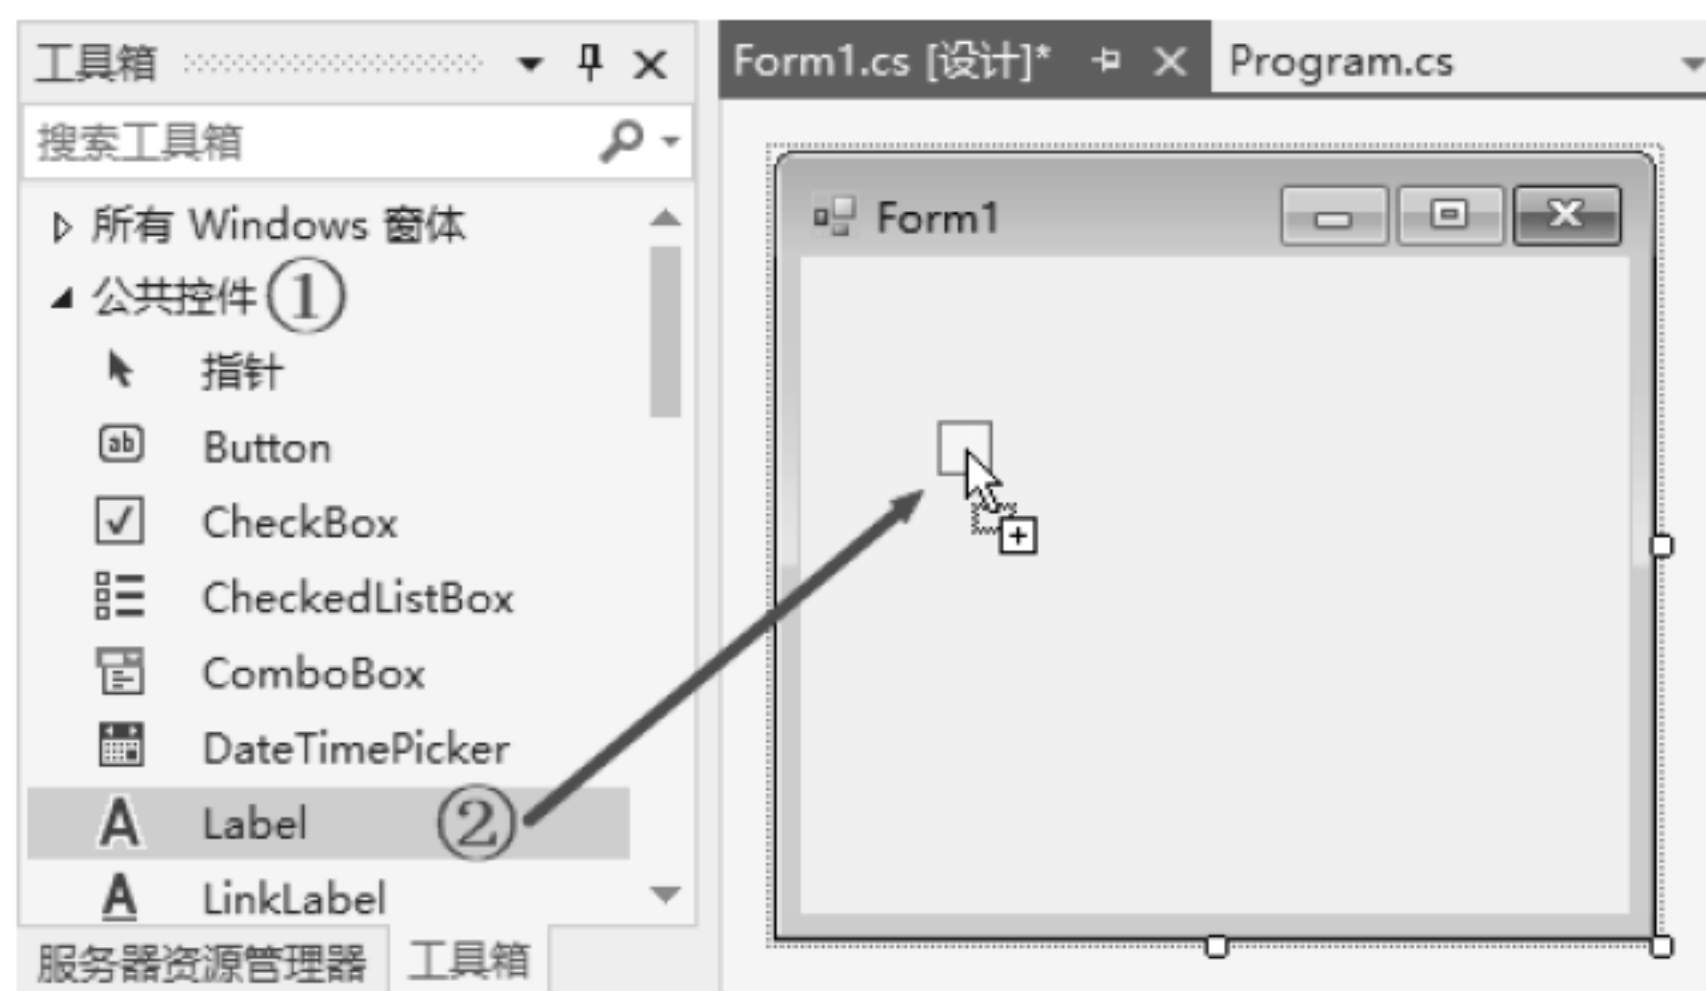 工具箱
搜索工具箱
所有 Windows 窗体
公共控件 ①
指针
ab Button
CheckBox
CheckedListBox
ComboBox
DateTimePicker
A Label ②
A LinkLabel
服务器资源管理器 工具箱
Form1.cs [设计]* Program.cs
Form1